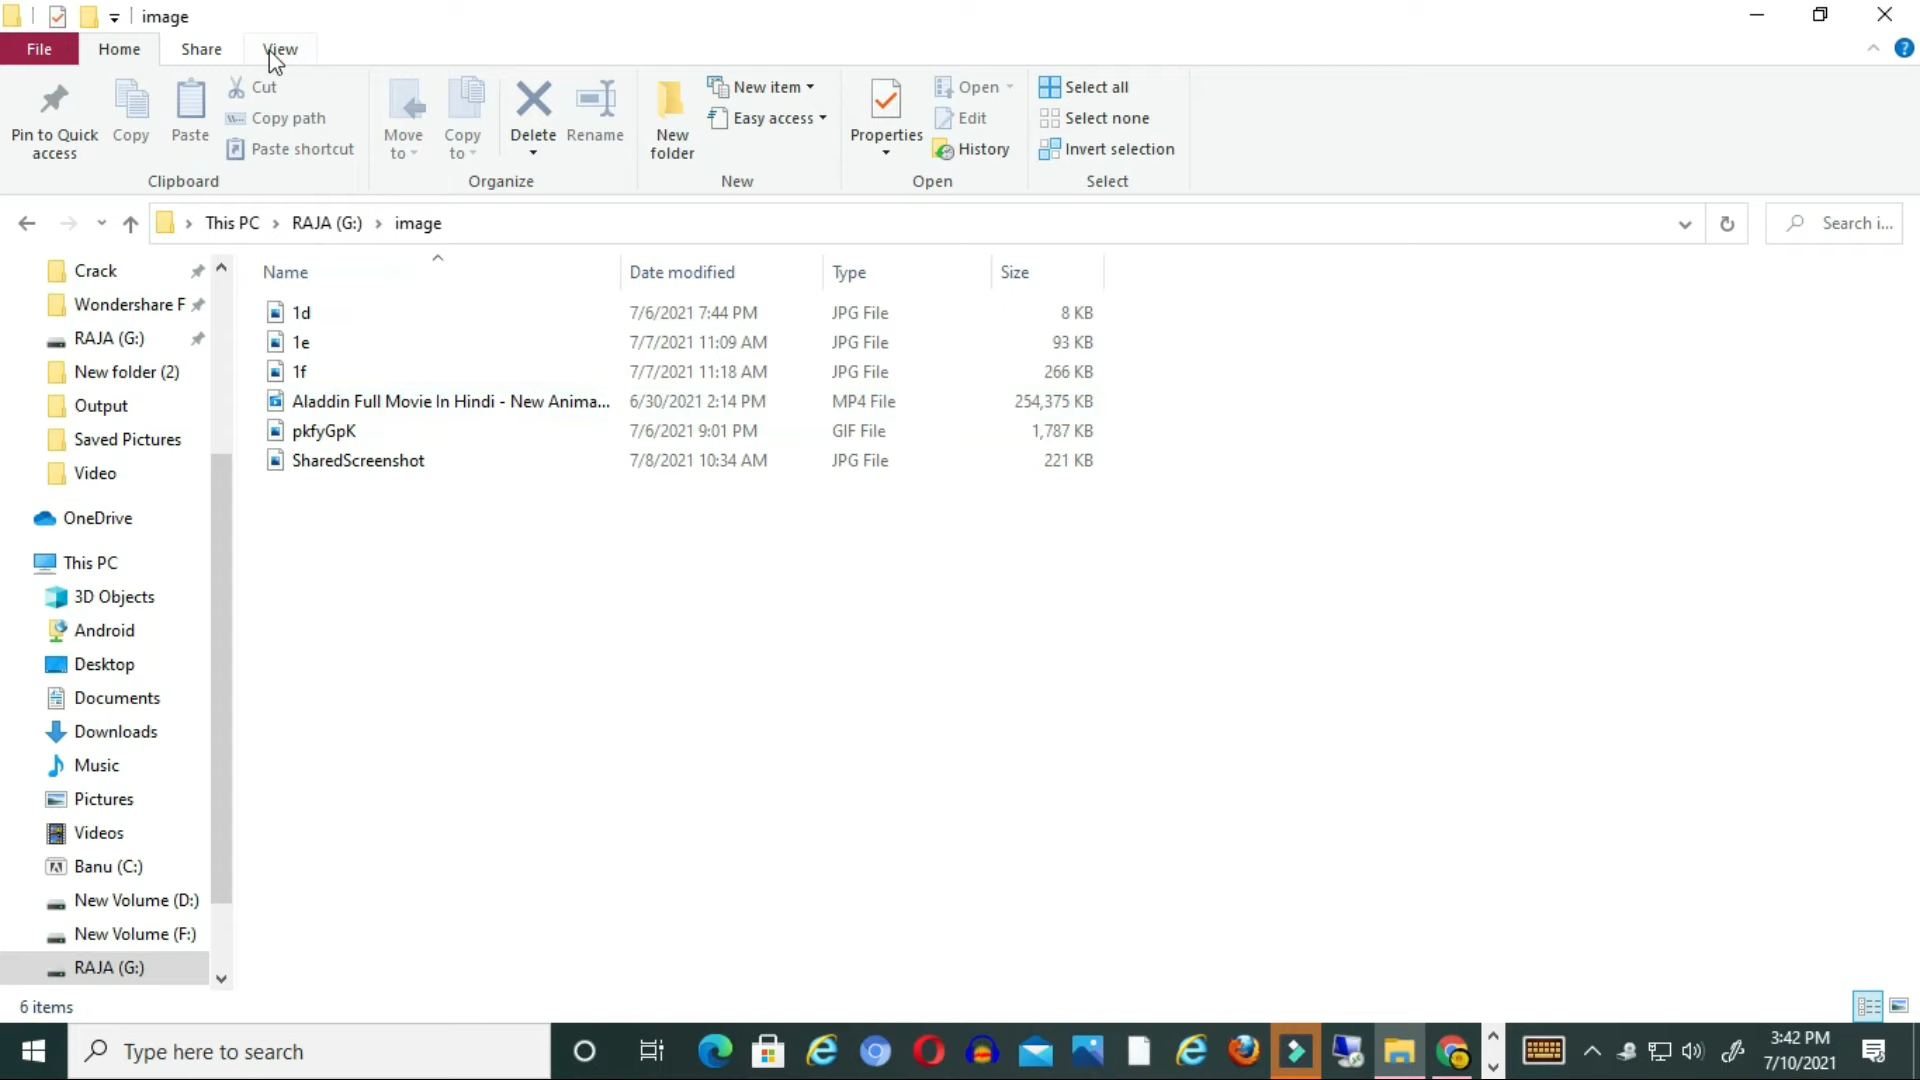 image
File Home Share View
Pin to Quick access
Copy
Paste
Cut
Copy path
Paste shortcut
Clipboard
Move to
Copy to
Delete
Rename
Organize
New folder
New item
Easy access
New
Properties
Open
Edit
History
Open
Select all
Select none
Invert selection
Select
This PC › RAJA (G:) › image
Search i...
Crack
Wondershare F
RAJA (G:)
New folder (2)
Output
Saved Pictures
Video
OneDrive
This PC
3D Objects
Android
Desktop
Documents
Downloads
Music
Pictures
Videos
Banu (C:)
New Volume (D:)
New Volume (F:)
RAJA (G:)
Name Date modified Type Size
1d 7/6/2021 7:44 PM JPG File 8 KB
1e 7/7/2021 11:09 AM JPG File 93 KB
1f 7/7/2021 11:18 AM JPG File 266 KB
Aladdin Full Movie In Hindi - New Anima... 6/30/2021 2:14 PM MP4 File 254,375 KB
pkfyGpK 7/6/2021 9:01 PM GIF File 1,787 KB
SharedScreenshot 7/8/2021 10:34 AM JPG File 221 KB
6 items
Type here to search
3:42 PM
7/10/2021